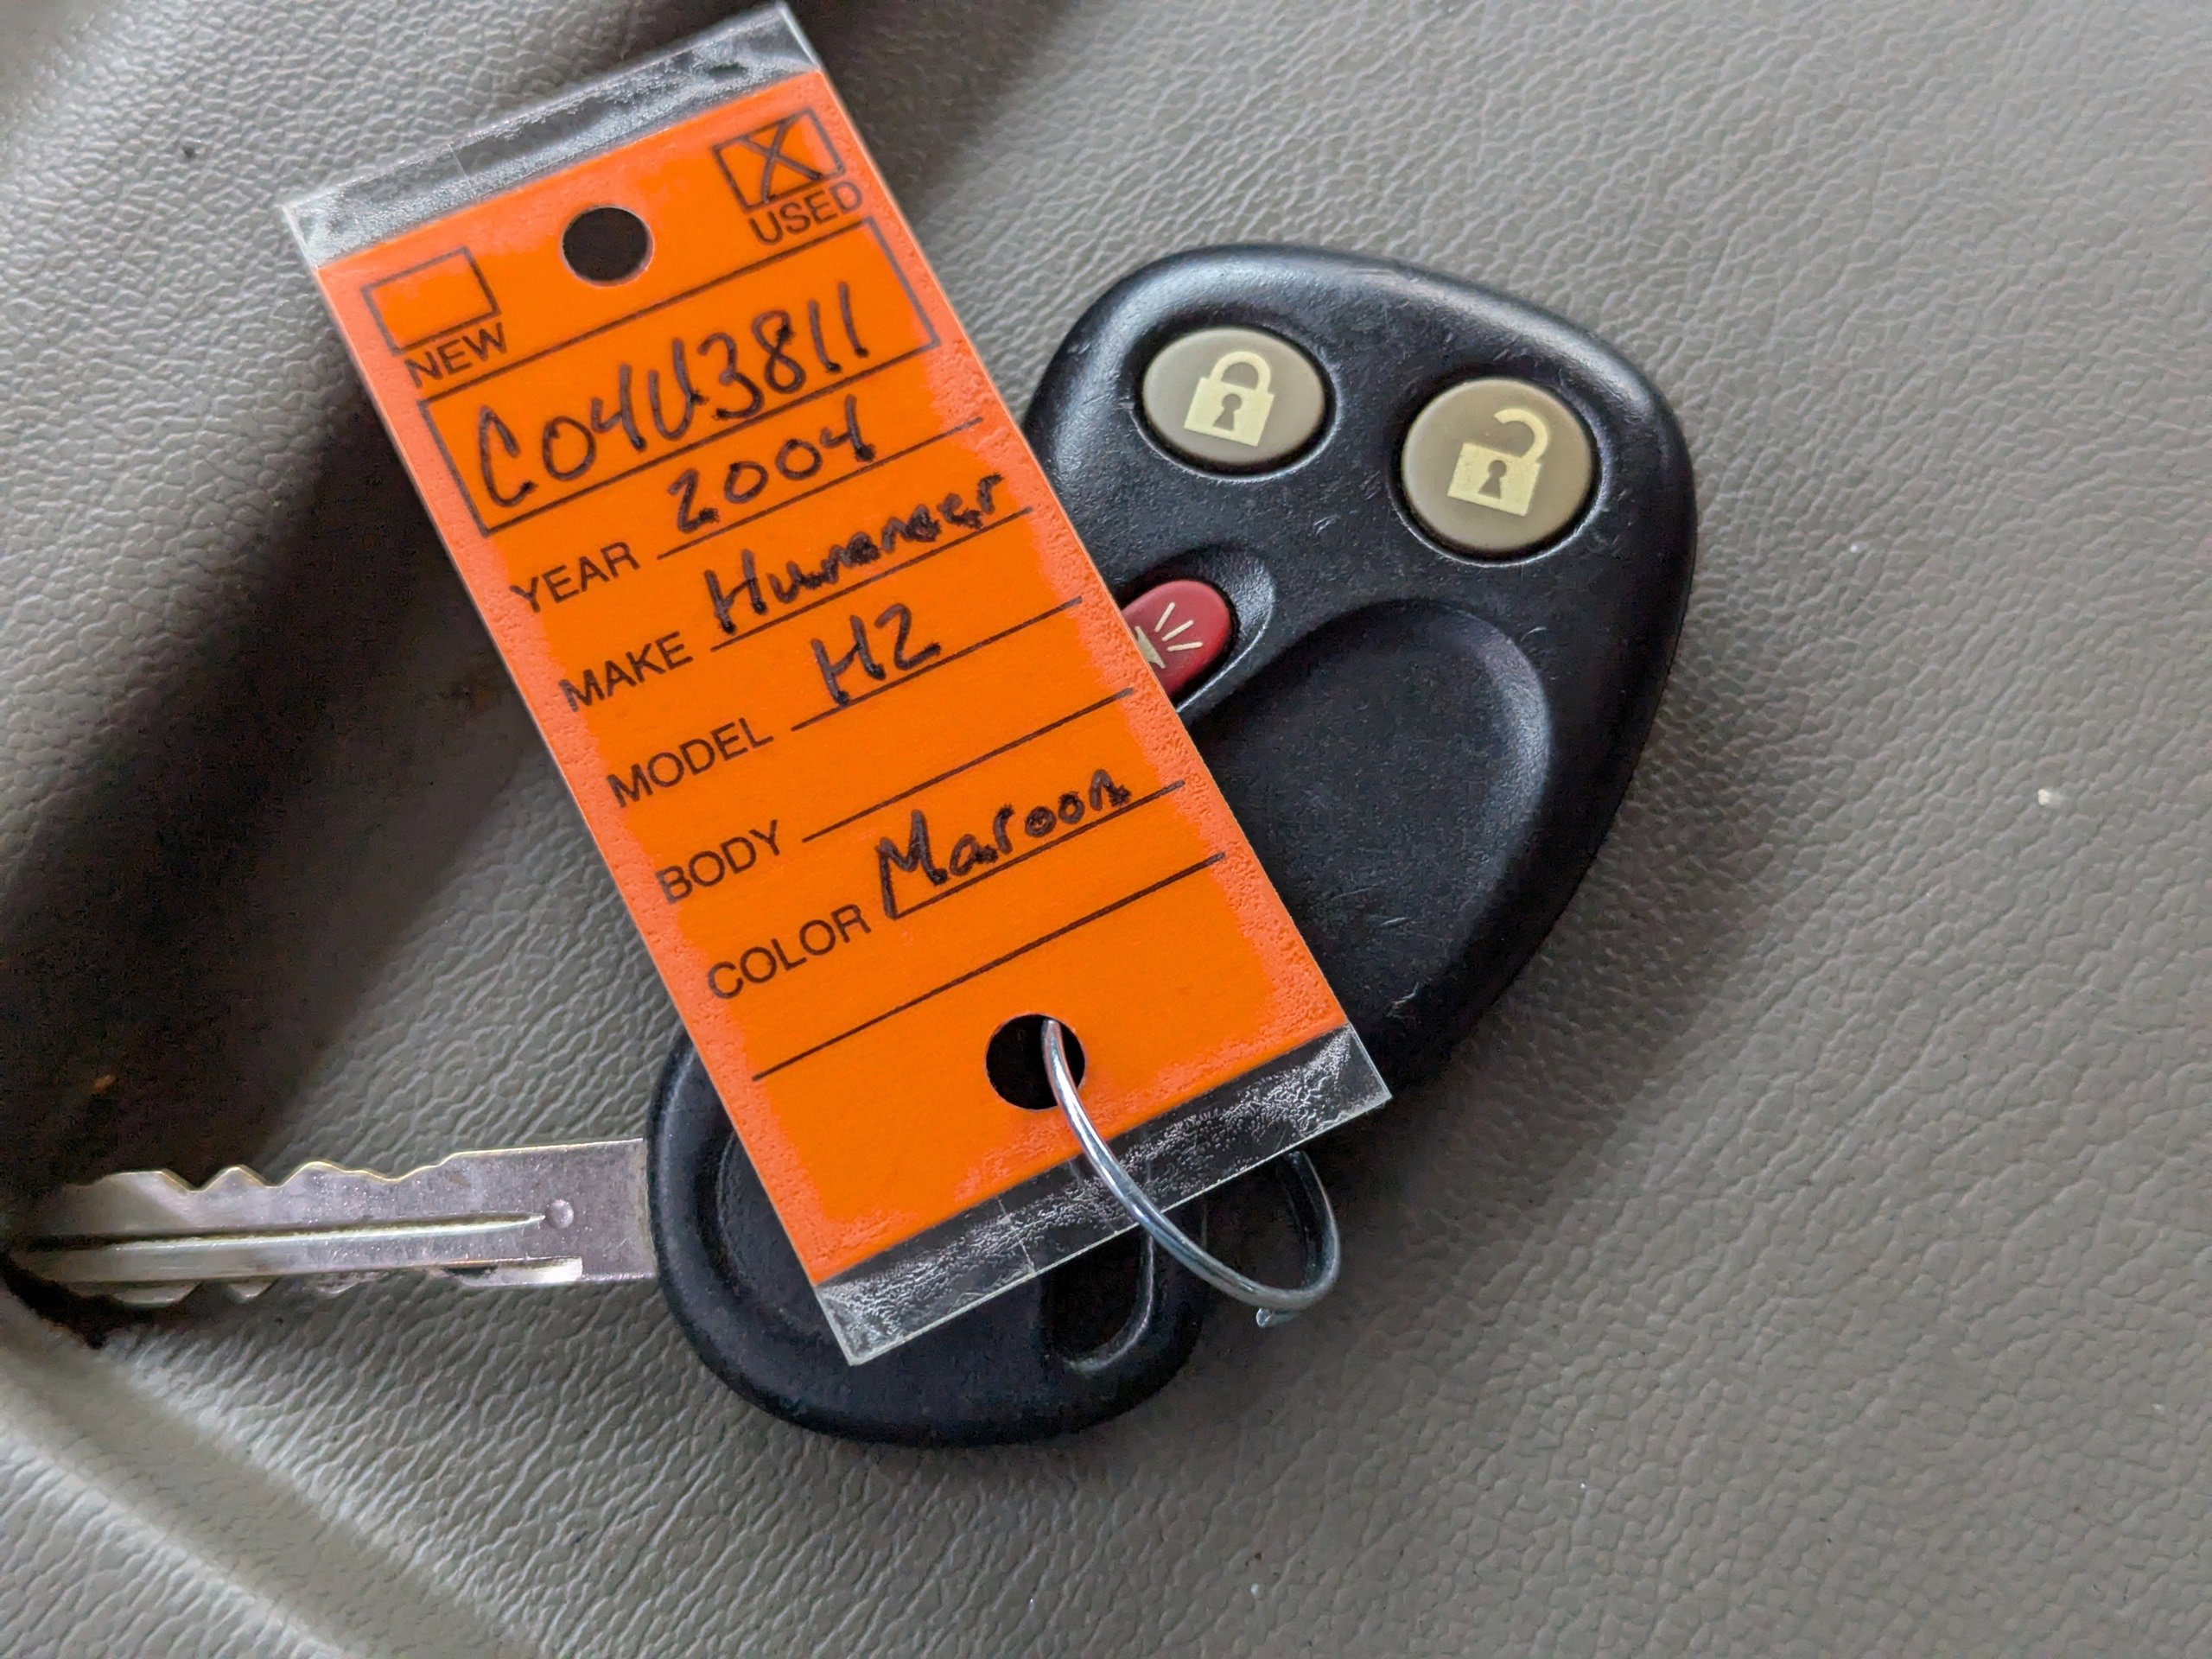 X
USED
NEW
C04U3811
YEAR 2004
MAKE Hummer
MODEL H2
BODY
COLOR Maroon